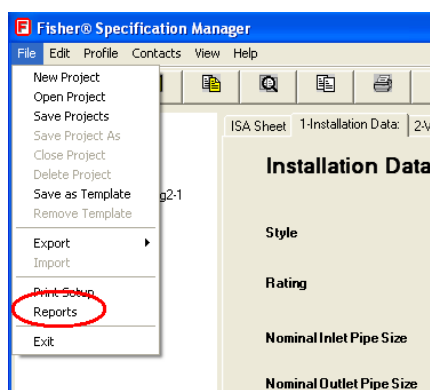 Fisher® Specification Manager
File Edit Profile Contacts View Help
New Project
Open Project
Save Projects
Save Project As
Close Project
Delete Project
Save as Template
Remove Template
Export
Import
Print Setup
Reports
Exit
g2-1
ISA Sheet 1-Installation Data: 2-V
Installation Data
Style
Rating
Nominal Inlet Pipe Size
Nominal Outlet Pipe Size